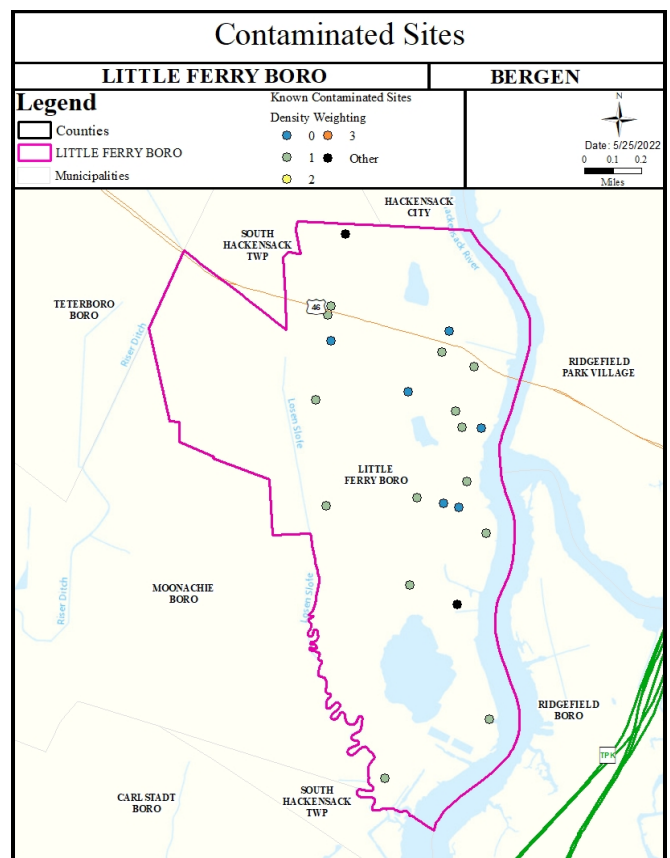 Contaminated Sites
LITTLE FERRY BORO
BERGEN
Legend
Counties
LITTLE FERRY BORO
Municipalities
Known Contaminated Sites
Density Weighting
0
3
1
Other
2
N
Date: 5/25/2022
0 0.1 0.2
Miles
HACKENSACK
CITY
Hackensack River
SOUTH
HACKENSACK
TWP
TETERBORO
BORO
Riser Ditch
46
RIDGEFIELD
PARK VILLAGE
Losen Slote
LITTLE
FERRY BORO
MOONACHIE
BORO
Riser Ditch
Losen Slote
RIDGEFIELD
BORO
TPK
CARLSTADT
BORO
SOUTH
HACKENSACK
TWP